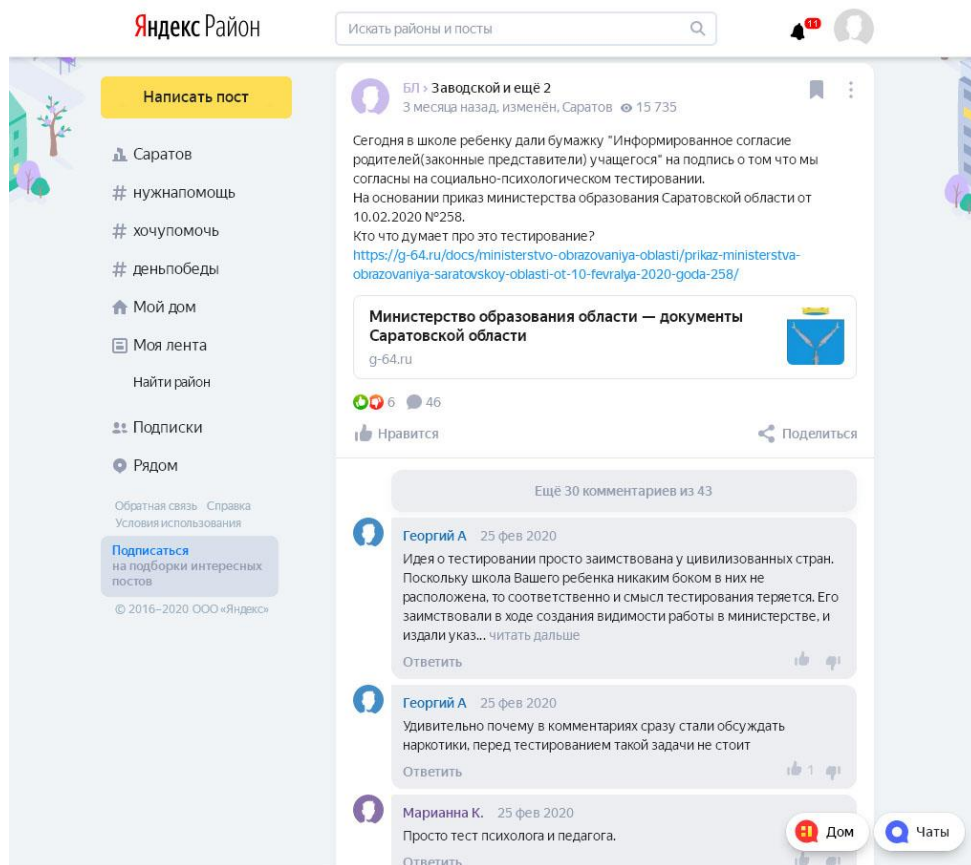 Яндекс Район
Искать районы и посты
11
Написать пост
Саратов
# нужнапомощь
# хочупомочь
# деньпобеды
Мой дом
Моя лента
Найти район
Подписки
Рядом
Обратная связь Справка
Условия использования
Подписаться
на подборки интересных
постов
© 2016–2020 ООО «Яндекс»
БЛ › Заводской и ещё 2
3 месяца назад, изменён, Саратов 15 735
Сегодня в школе ребенку дали бумажку "Информированное согласие
родителей(законные представители) учащегося" на подпись о том что мы
согласны на социально-психологическом тестировании.
На основании приказ министерства образования Саратовской области от
10.02.2020 №258.
Кто что думает про это тестирование?
https://g-64.ru/docs/ministerstvo-obrazovaniya-oblasti/prikaz-ministerstva-
obrazovaniya-saratovskoy-oblasti-ot-10-fevralya-2020-goda-258/
Министерство образования области — документы
Саратовской области
g-64.ru
6 46
Нравится Поделиться
Ещё 30 комментариев из 43
Георгий А 25 фев 2020
Идея о тестировании просто заимствована у цивилизованных стран.
Поскольку школа Вашего ребенка никаким боком в них не
расположена, то соответственно и смысл тестирования теряется. Его
заимствовали в ходе создания видимости работы в министерстве, и
издали указ... читать дальше
Ответить
Георгий А 25 фев 2020
Удивительно почему в комментариях сразу стали обсуждать
наркотики, перед тестированием такой задачи не стоит
Ответить 1
Марианна К. 25 фев 2020
Просто тест психолога и педагога.
Ответить
Дом Чаты